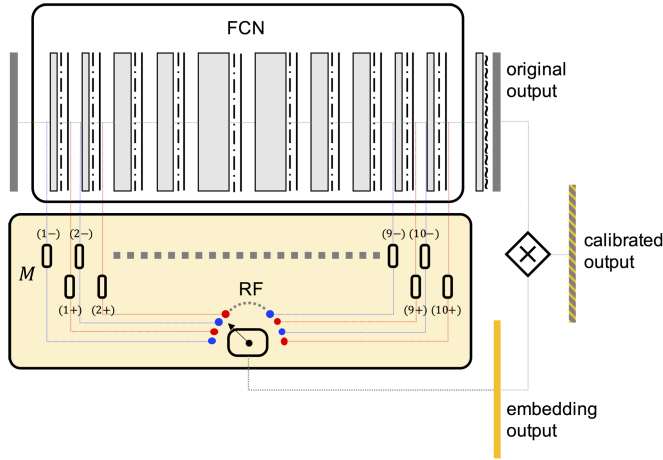 FCN
original
output
(1−)
(2−)
(9−)
(10−)
M
(1+)
(2+)
RF
(9+)
(10+)
calibrated
output
embedding
output